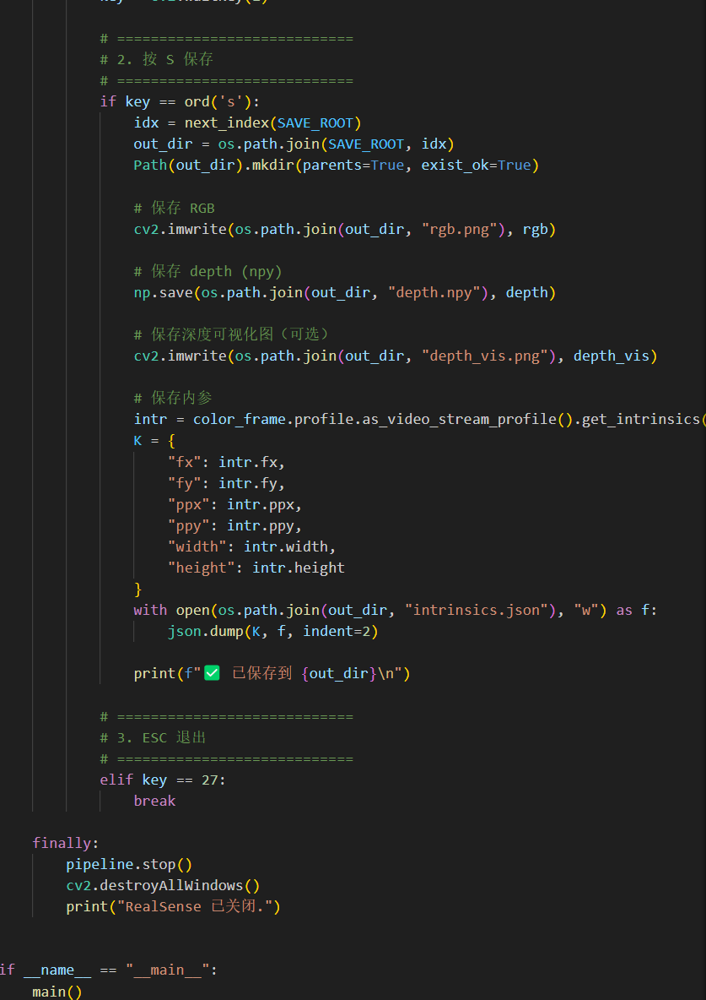 # ============================
# 2. 按 S 保存
# ============================
if key == ord('s'):
idx = next_index(SAVE_ROOT)
out_dir = os.path.join(SAVE_ROOT, idx)
Path(out_dir).mkdir(parents=True, exist_ok=True)
# 保存 RGB
cv2.imwrite(os.path.join(out_dir, "rgb.png"), rgb)
# 保存 depth (npy)
np.save(os.path.join(out_dir, "depth.npy"), depth)
# 保存深度可视化图（可选）
cv2.imwrite(os.path.join(out_dir, "depth_vis.png"), depth_vis)
# 保存内参
intr = color_frame.profile.as_video_stream_profile().get_intrinsics(
K = {
"fx": intr.fx,
"fy": intr.fy,
"ppx": intr.ppx,
"ppy": intr.ppy,
"width": intr.width,
"height": intr.height
}
with open(os.path.join(out_dir, "intrinsics.json"), "w") as f:
json.dump(K, f, indent=2)
print(f"✅ 已保存到 {out_dir}\n")
# ============================
# 3. ESC 退出
# ============================
elif key == 27:
break
finally:
pipeline.stop()
cv2.destroyAllWindows()
print("RealSense 已关闭.")
if __name__ == "__main__":
main()